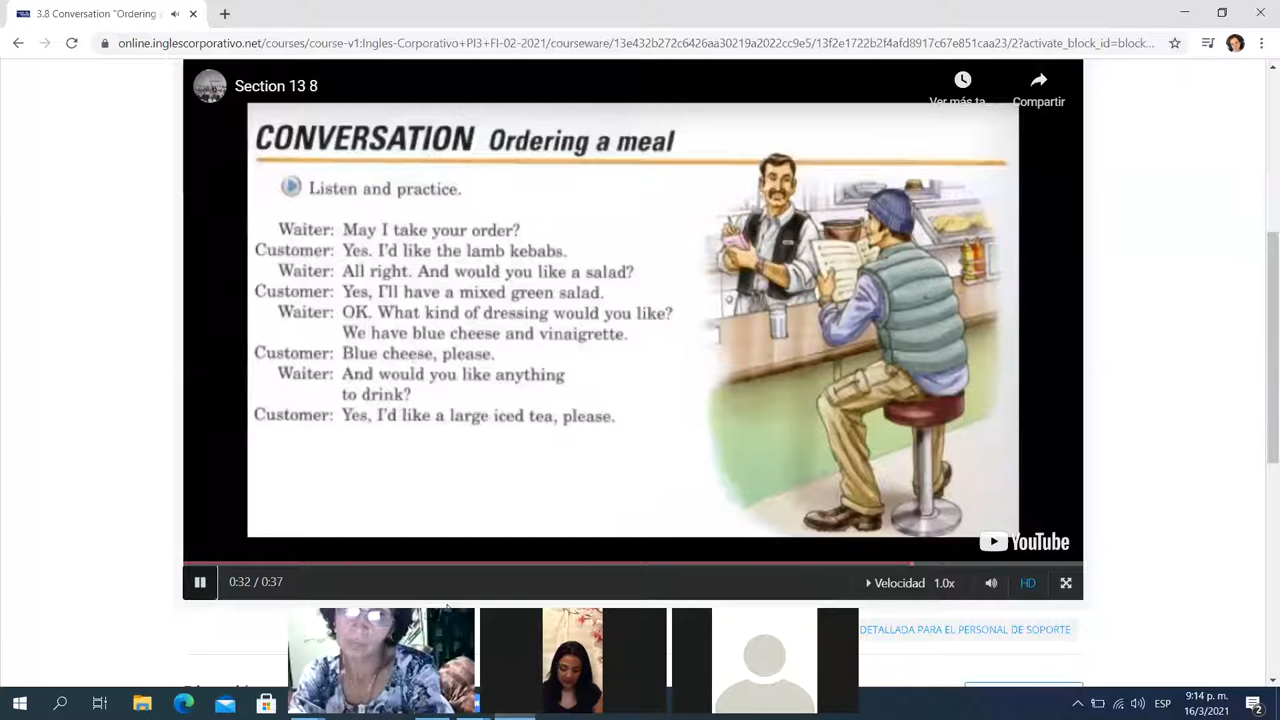 3.8 Conversation "Ordering
online.inglescorporativo.net/courses/course-v1:Ingles-Corporativo+PI3+FI-02-2021/courseware/13e432b272c6426aa30219a2022cc9e5/13f2e1722b2f4afd8917c67e851caa23/2?activate_block_id=block...
Section 13 8
Ver más ta
Compartir
CONVERSATION Ordering a meal
Listen and practice.
Waiter: May I take your order?
Customer: Yes. I'd like the lamb kebabs.
Waiter: All right. And would you like a salad?
Customer: Yes, I'll have a mixed green salad.
Waiter: OK. What kind of dressing would you like?
We have blue cheese and vinaigrette.
Customer: Blue cheese, please.
Waiter: And would you like anything
to drink?
Customer: Yes, I'd like a large iced tea, please.
YouTube
0:32 / 0:37
Velocidad 1.0x
HD
DETALLADA PARA EL PERSONAL DE SOPORTE
ESP
9:14 p. m.
16/3/2021
2